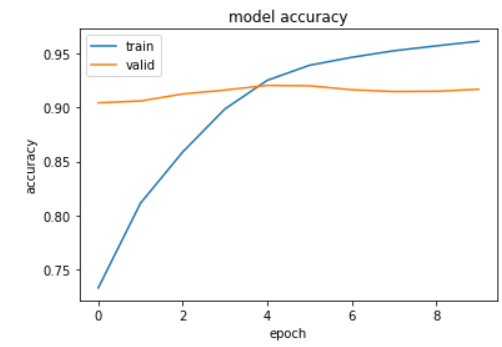 model accuracy
train
valid
0.95
0.90
0.85
0.80
0.75
accuracy
0 2 4 6 8
epoch